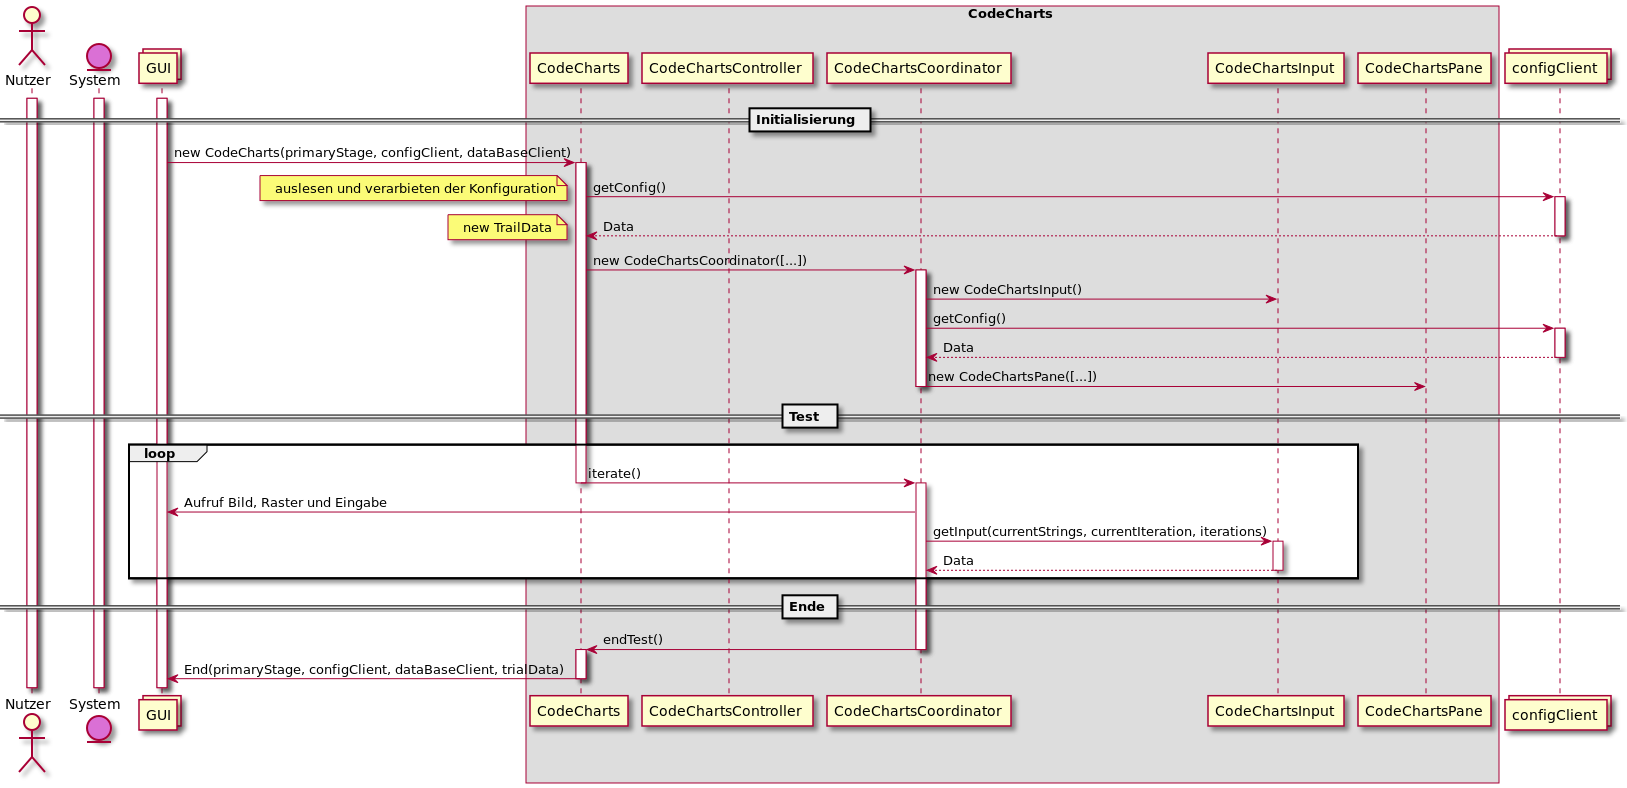 CodeCharts
Nutzer
System
GUI
CodeCharts
CodeChartsController
CodeChartsCoordinator
CodeChartsInput
CodeChartsPane
configClient
Initialisierung
new CodeCharts(primaryStage, configClient, dataBaseClient)
auslesen und verarbieten der Konfiguration
getConfig()
new TrailData
Data
new CodeChartsCoordinator([...])
new CodeChartsInput()
getConfig()
Data
new CodeChartsPane([...])
Test
loop
iterate()
Aufruf Bild, Raster und Eingabe
getInput(currentStrings, currentIteration, iterations)
Data
Ende
endTest()
End(primaryStage, configClient, dataBaseClient, trialData)
Nutzer
System
GUI
CodeCharts
CodeChartsController
CodeChartsCoordinator
CodeChartsInput
CodeChartsPane
configClient